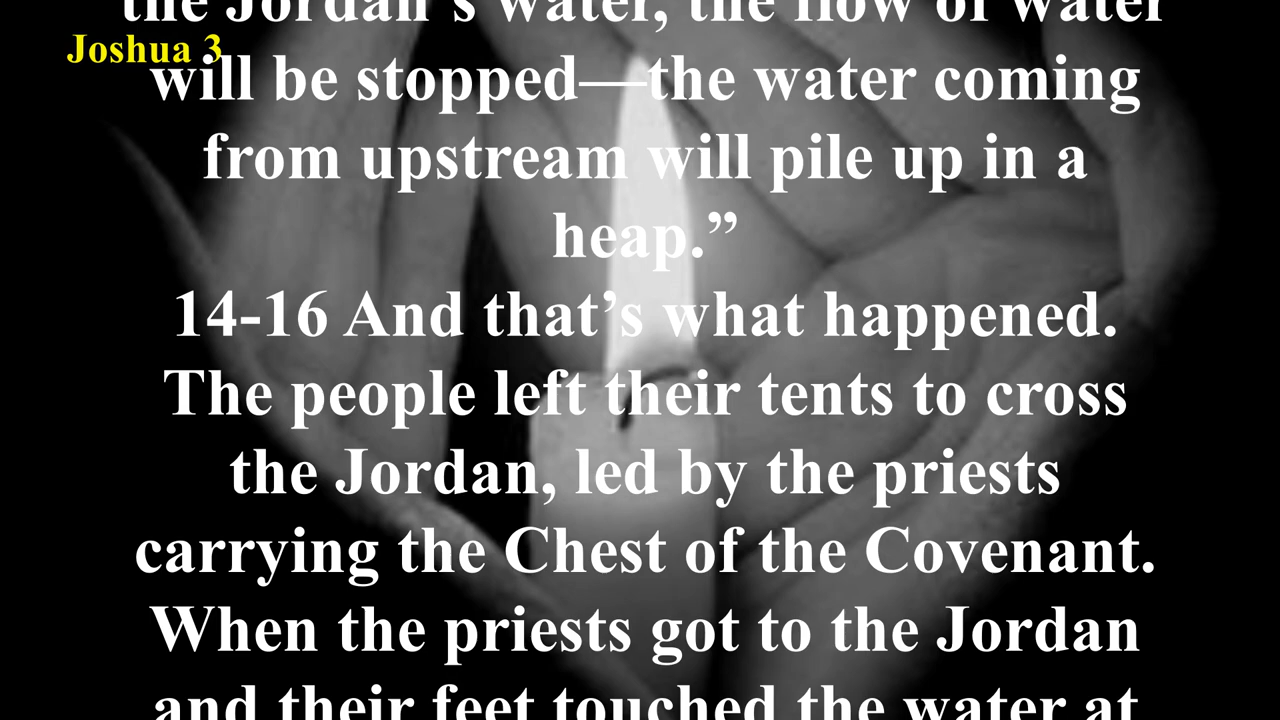 the Jordan's water, the flow of water
Joshua 3
will be stopped—the water coming
from upstream will pile up in a
heap.”
14-16 And that’s what happened.
The people left their tents to cross
the Jordan, led by the priests
carrying the Chest of the Covenant.
When the priests got to the Jordan
and their feet touched the water at